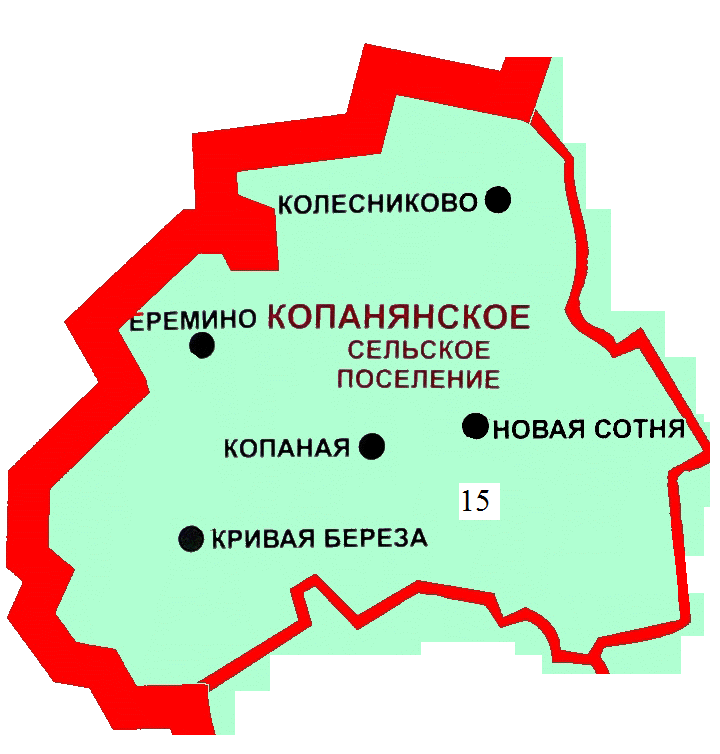 КОЛЕСНИКОВО
ЕРЕМИНО
КОПАНЯНСКОЕ
СЕЛЬСКОЕ
ПОСЕЛЕНИЕ
НОВАЯ СОТНЯ
КОПАНАЯ
15
КРИВАЯ БЕРЕЗА